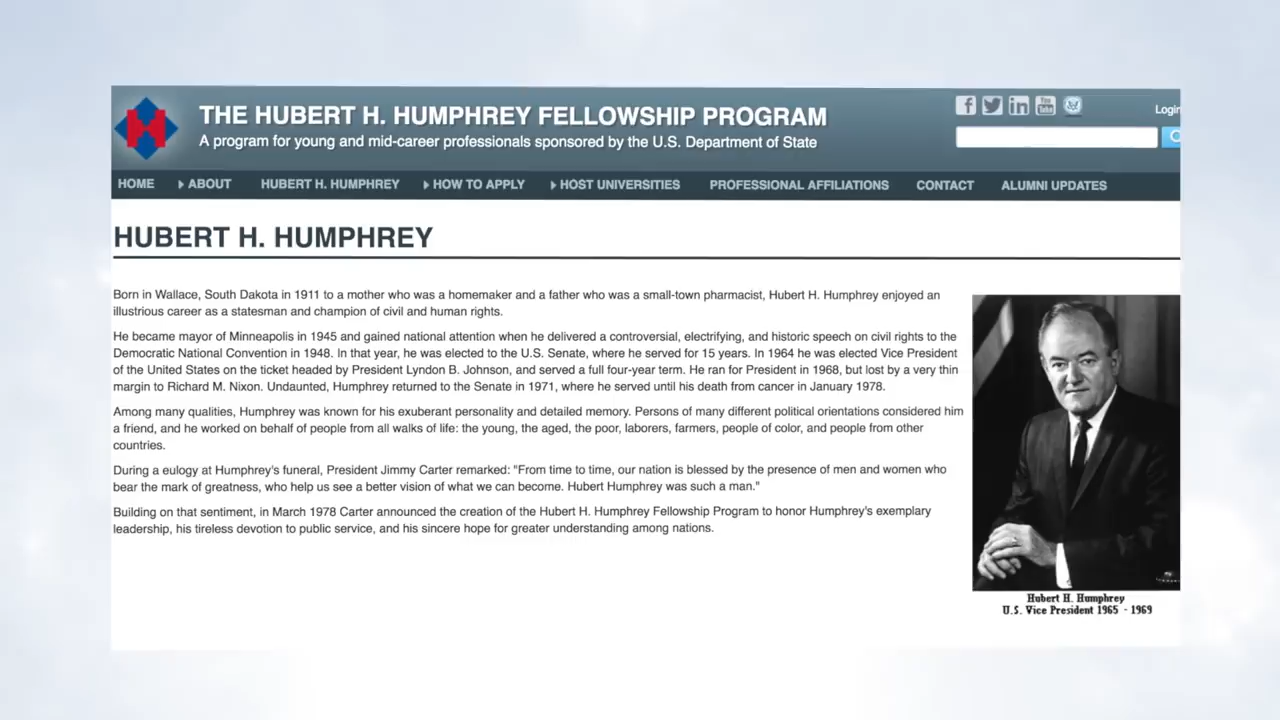 THE HUBERT H. HUMPHREY FELLOWSHIP PROGRAM
A program for young and mid-career professionals sponsored by the U.S. Department of State
Login
HOME ABOUT HUBERT H. HUMPHREY HOW TO APPLY HOST UNIVERSITIES PROFESSIONAL AFFILIATIONS CONTACT ALUMNI UPDATES
HUBERT H. HUMPHREY
Born in Wallace, South Dakota in 1911 to a mother who was a homemaker and a father who was a small-town pharmacist, Hubert H. Humphrey enjoyed an
illustrious career as a statesman and champion of civil and human rights.
He became mayor of Minneapolis in 1945 and gained national attention when he delivered a controversial, electrifying, and historic speech on civil rights to the
Democratic National Convention in 1948. In that year, he was elected to the U.S. Senate, where he served for 15 years. In 1964 he was elected Vice President
of the United States on the ticket headed by President Lyndon B. Johnson, and served a full four-year term. He ran for President in 1968, but lost by a very thin
margin to Richard M. Nixon. Undaunted, Humphrey returned to the Senate in 1971, where he served until his death from cancer in January 1978.
Among many qualities, Humphrey was known for his exuberant personality and detailed memory. Persons of many different political orientations considered him
a friend, and he worked on behalf of people from all walks of life: the young, the aged, the poor, laborers, farmers, people of color, and people from other
countries.
During a eulogy at Humphrey's funeral, President Jimmy Carter remarked: "From time to time, our nation is blessed by the presence of men and women who
bear the mark of greatness, who help us see a better vision of what we can become. Hubert Humphrey was such a man."
Building on that sentiment, in March 1978 Carter announced the creation of the Hubert H. Humphrey Fellowship Program to honor Humphrey's exemplary
leadership, his tireless devotion to public service, and his sincere hope for greater understanding among nations.
Hubert H. Humphrey
U.S. Vice President 1965 - 1969